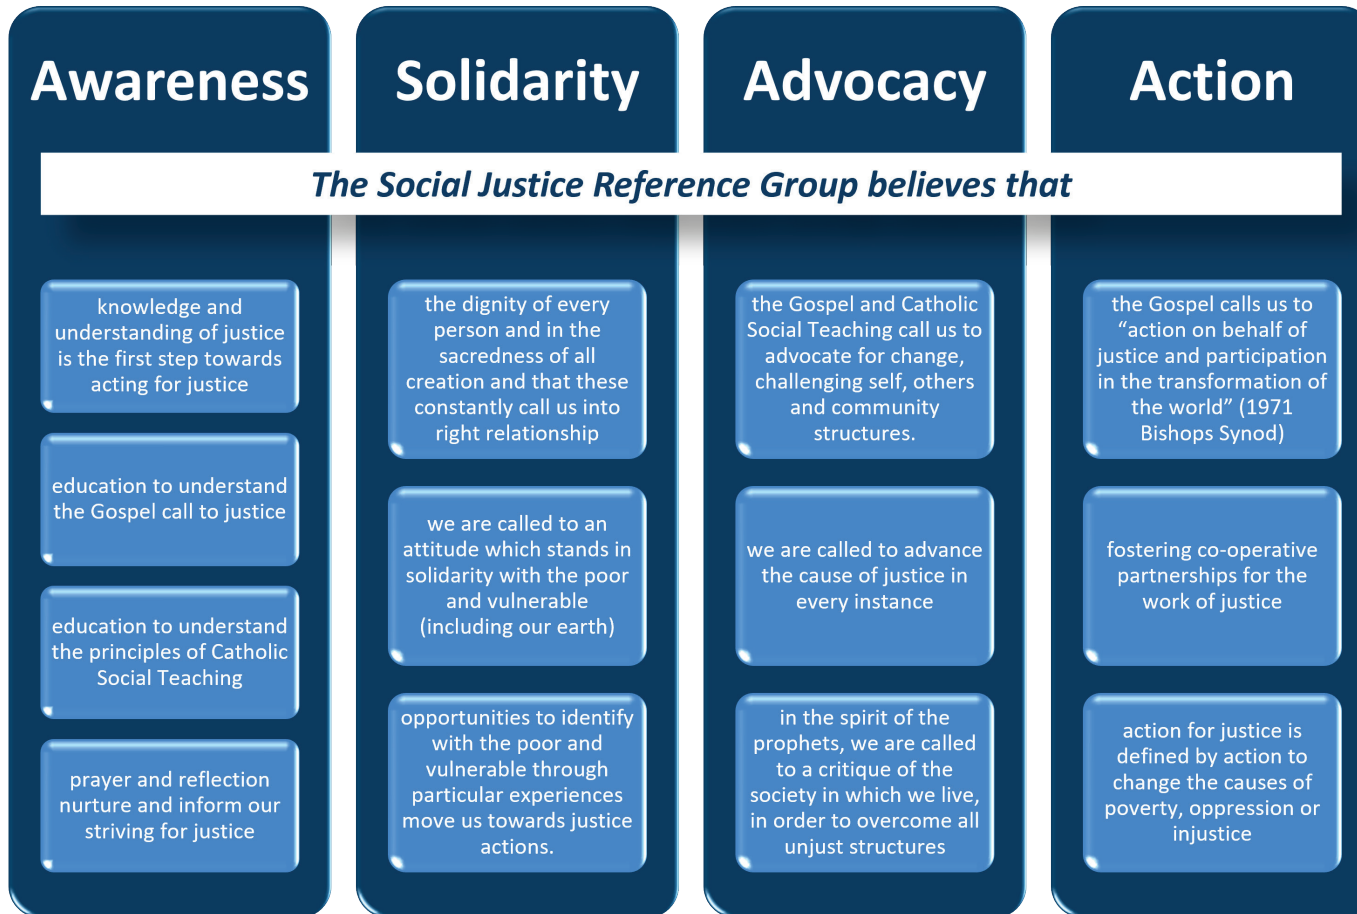 Awareness
Solidarity
Advocacy
Action
The Social Justice Reference Group believes that
knowledge and
understanding of justice
is the first step towards
acting for justice
education to understand
the Gospel call to justice
education to understand
the principles of Catholic
Social Teaching
prayer and reflection
nurture and inform our
striving for justice
the dignity of every
person and in the
sacredness of all
creation and that these
constantly call us into
right relationship
we are called to an
attitude which stands in
solidarity with the poor
and vulnerable
(including our earth)
opportunities to identify
with the poor and
vulnerable through
particular experiences
move us towards justice
actions.
the Gospel and Catholic
Social Teaching call us to
advocate for change,
challenging self, others
and community
structures.
we are called to advance
the cause of justice in
every instance
in the spirit of the
prophets, we are called
to a critique of the
society in which we live,
in order to overcome all
unjust structures
the Gospel calls us to
“action on behalf of
justice and participation
in the transformation of
the world” (1971
Bishops Synod)
fostering co-operative
partnerships for the
work of justice
action for justice is
defined by action to
change the causes of
poverty, oppression or
injustice